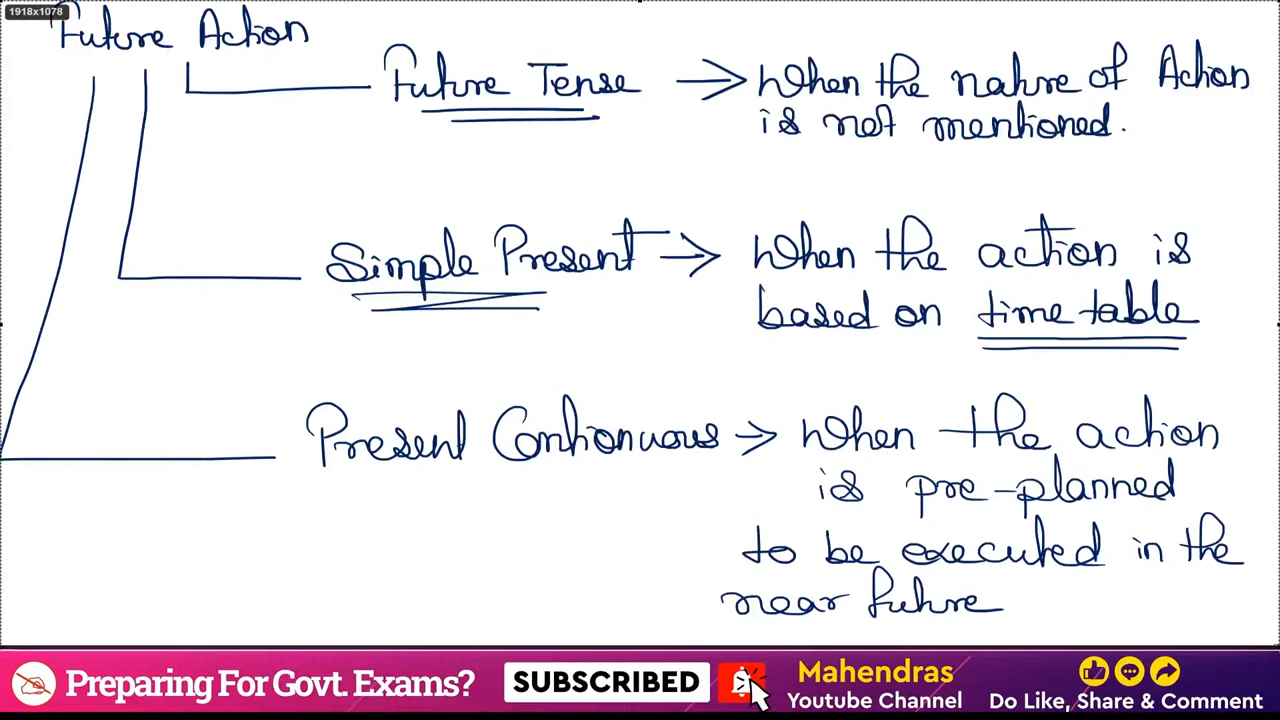 1918x1078
Future Action
Future Tense → When the nature of Action
is not mentioned.
Simple Present → When the action is
based on time table
Present Contionuous → When the action
is pre-planned
to be executed in the
near future
Preparing For Govt. Exams?
SUBSCRIBED
Mahendras
Youtube Channel
Do Like, Share & Comment